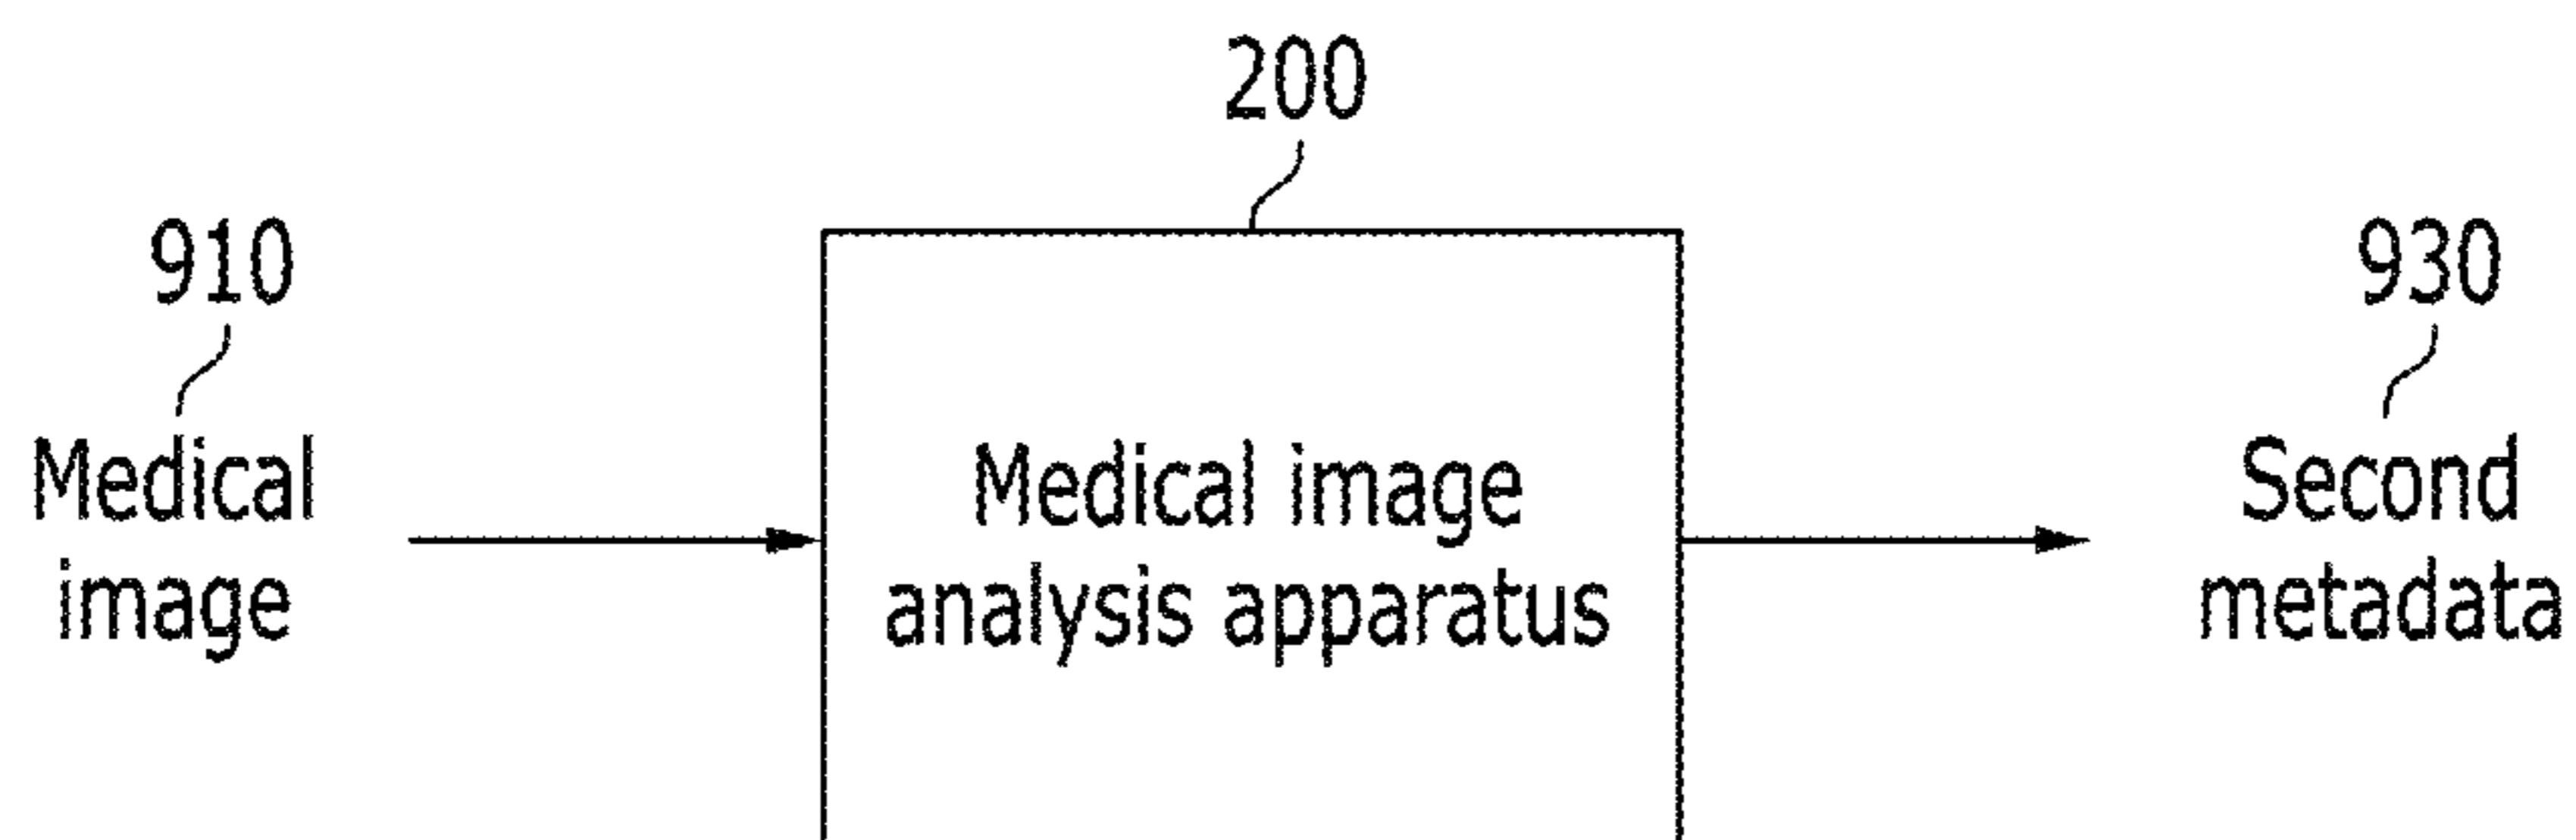 200
910
930
Medical
image
Medical image
analysis apparatus
Second
metadata